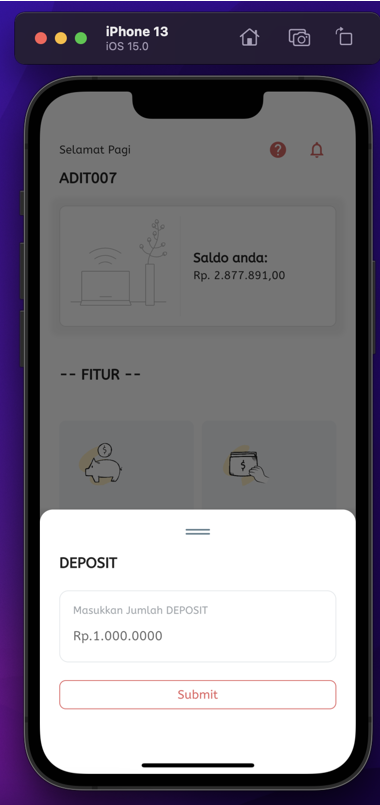 iPhone 13
iOS 15.0
Selamat Pagi
ADIT007
Saldo anda:
Rp. 2.877.891,00
-- FITUR --
DEPOSIT
Masukkan Jumlah DEPOSIT
Rp.1.000.0000
Submit